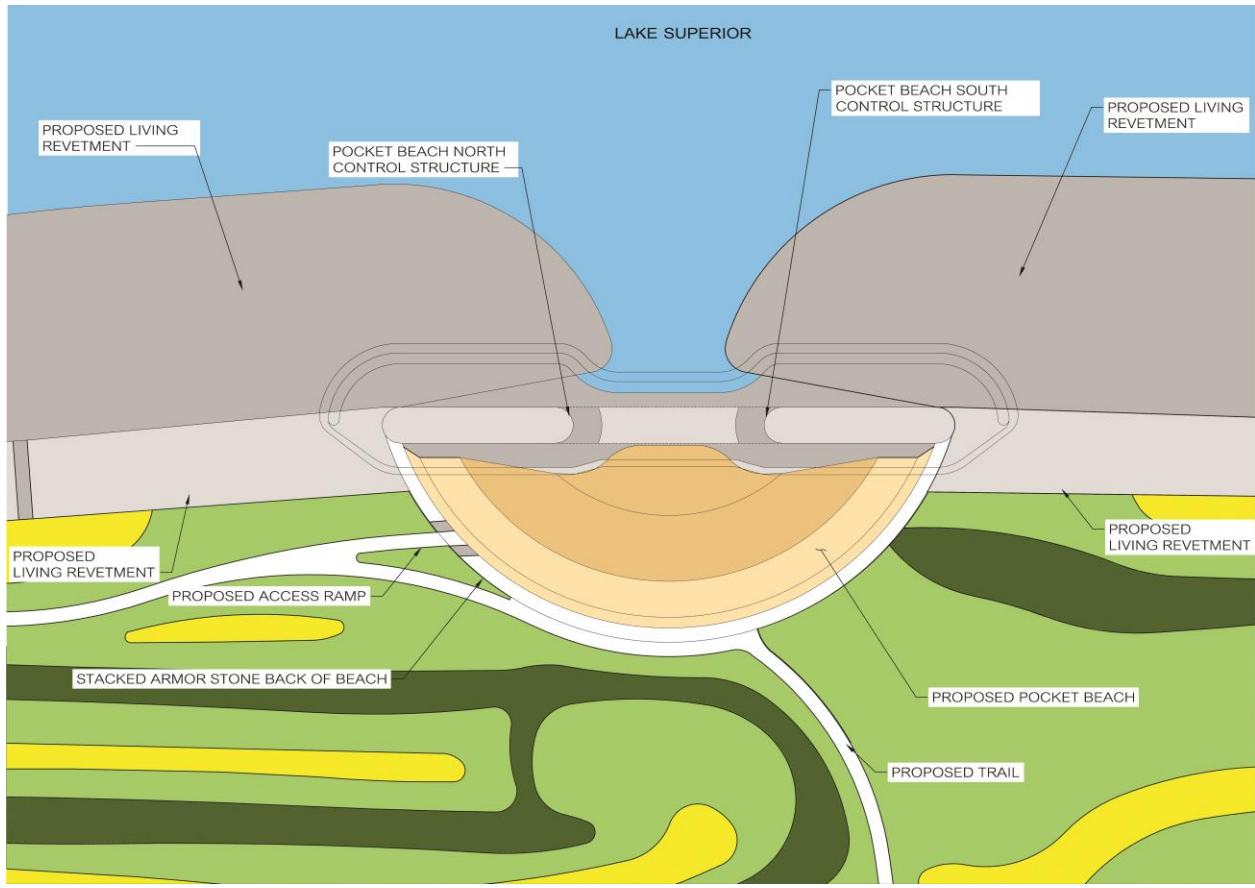 LAKE SUPERIOR
POCKET BEACH SOUTH
CONTROL STRUCTURE
PROPOSED LIVING
REVETMENT
PROPOSED LIVING
REVETMENT
POCKET BEACH NORTH
CONTROL STRUCTURE
PROPOSED
LIVING REVETMENT
PROPOSED
LIVING REVETMENT
PROPOSED ACCESS RAMP
STACKED ARMOR STONE BACK OF BEACH
PROPOSED POCKET BEACH
PROPOSED TRAIL